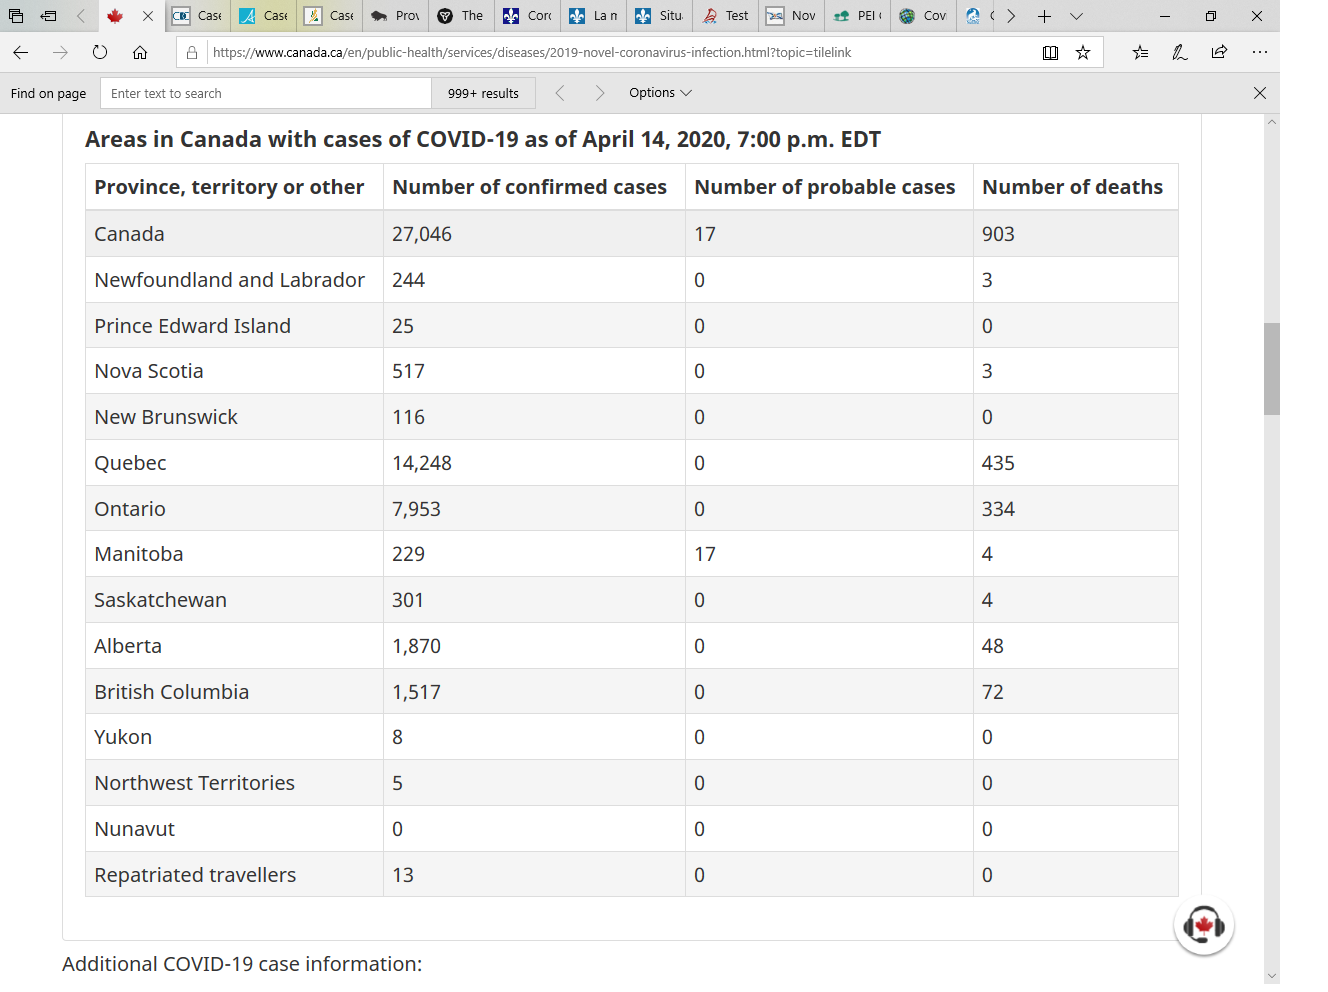 Case
Case
Case
Prov
The
Coro
La m
Situ
Test
Nov
PEI
Cov
https://www.canada.ca/en/public-health/services/diseases/2019-novel-coronavirus-infection.html?topic=tilelink
Find on page Enter text to search 999+ results Options
Areas in Canada with cases of COVID-19 as of April 14, 2020, 7:00 p.m. EDT
Province, territory or other Number of confirmed cases Number of probable cases Number of deaths
Canada 27,046 17 903
Newfoundland and Labrador 244 0 3
Prince Edward Island 25 0 0
Nova Scotia 517 0 3
New Brunswick 116 0 0
Quebec 14,248 0 435
Ontario 7,953 0 334
Manitoba 229 17 4
Saskatchewan 301 0 4
Alberta 1,870 0 48
British Columbia 1,517 0 72
Yukon 8 0 0
Northwest Territories 5 0 0
Nunavut 0 0 0
Repatriated travellers 13 0 0
Additional COVID-19 case information: